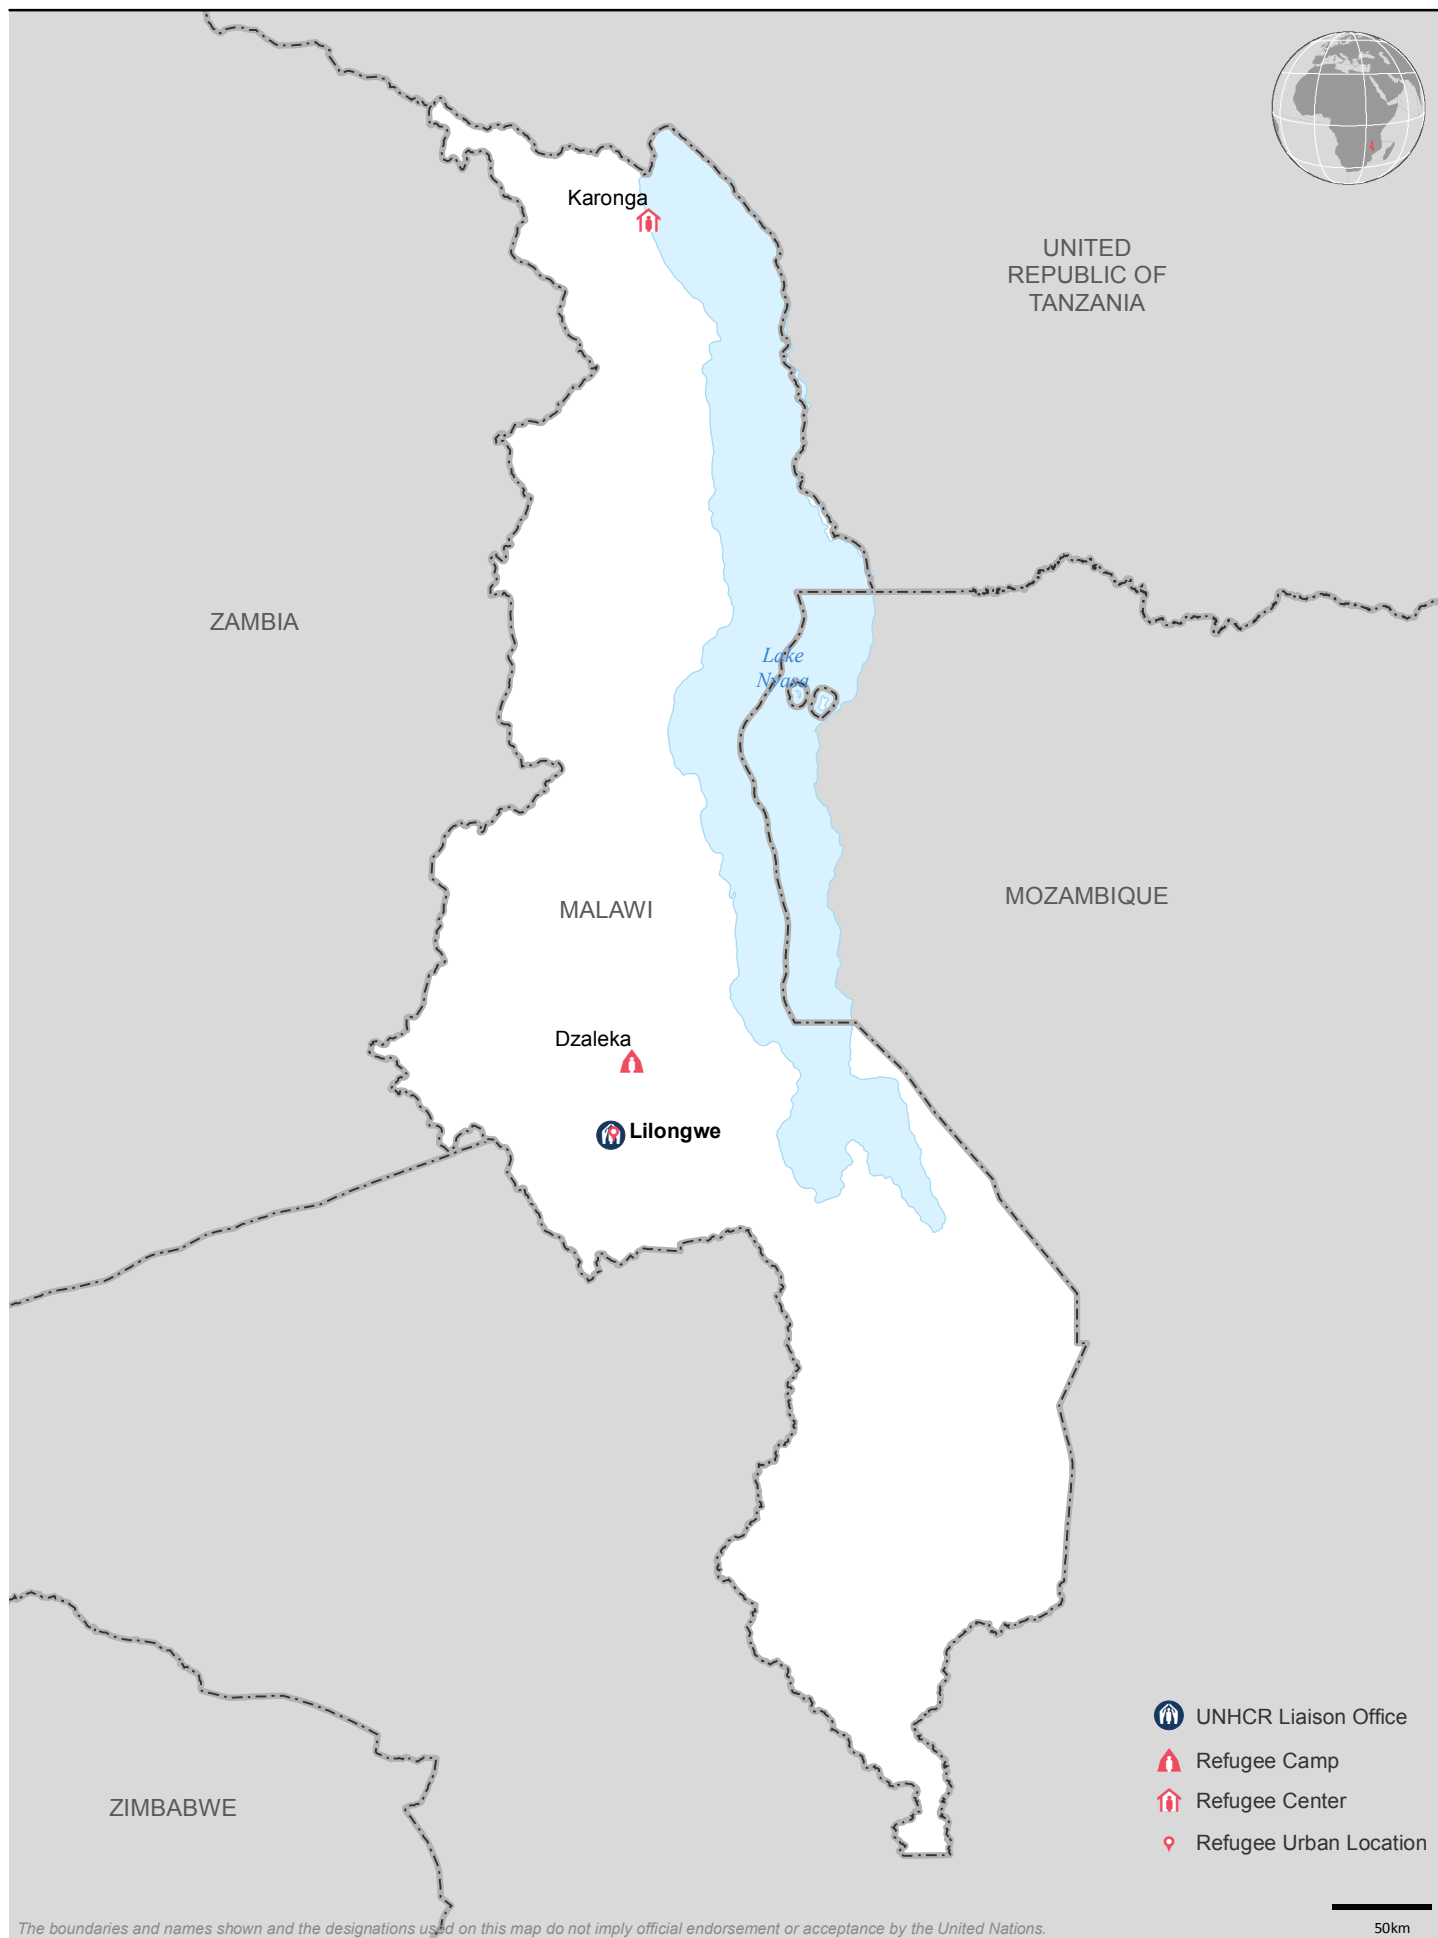 Karonga
UNITED
REPUBLIC OF
TANZANIA
ZAMBIA
Lake
Nyasa
MALAWI
MOZAMBIQUE
Dzaleka
Lilongwe
UNHCR Liaison Office
Refugee Camp
Refugee Center
Refugee Urban Location
ZIMBABWE
The boundaries and names shown and the designations used on this map do not imply official endorsement or acceptance by the United Nations.
50km